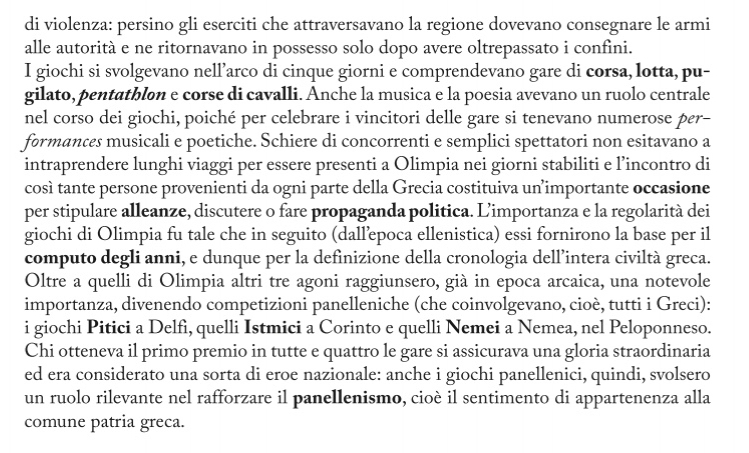 di violenza: persino gli eserciti che attraversavano la regione dovevano consegnare le armi
alle autorità e ne ritornavano in possesso solo dopo avere oltrepassato i confini.
I giochi si svolgevano nell’arco di cinque giorni e comprendevano gare di corsa, lotta, pu-
gilato, pentathlon e corse di cavalli. Anche la musica e la poesia avevano un ruolo centrale
nel corso dei giochi, poiché per celebrare i vincitori delle gare si tenevano numerose per-
formances musicali e poetiche. Schiere di concorrenti e semplici spettatori non esitavano a
intraprendere lunghi viaggi per essere presenti a Olimpia nei giorni stabiliti e l’incontro di
così tante persone provenienti da ogni parte della Grecia costituiva un’importante occasione
per stipulare alleanze, discutere o fare propaganda politica. L’importanza e la regolarità dei
giochi di Olimpia fu tale che in seguito (dall’epoca ellenistica) essi fornirono la base per il
computo degli anni, e dunque per la definizione della cronologia dell’intera civiltà greca.
Oltre a quelli di Olimpia altri tre agoni raggiunsero, già in epoca arcaica, una notevole
importanza, divenendo competizioni panelleniche (che coinvolgevano, cioè, tutti i Greci):
i giochi Pitici a Delfi, quelli Istmici a Corinto e quelli Nemei a Nemea, nel Peloponneso.
Chi otteneva il primo premio in tutte e quattro le gare si assicurava una gloria straordinaria
ed era considerato una sorta di eroe nazionale: anche i giochi panellenici, quindi, svolsero
un ruolo rilevante nel rafforzare il panellenismo, cioè il sentimento di appartenenza alla
comune patria greca.